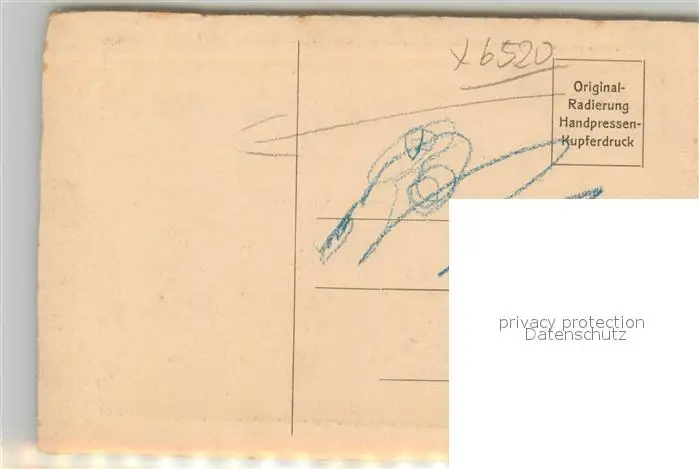 x 6520
Original-
Radierung
Handpressen-
Kupferdruck
privacy protection
Datenschutz